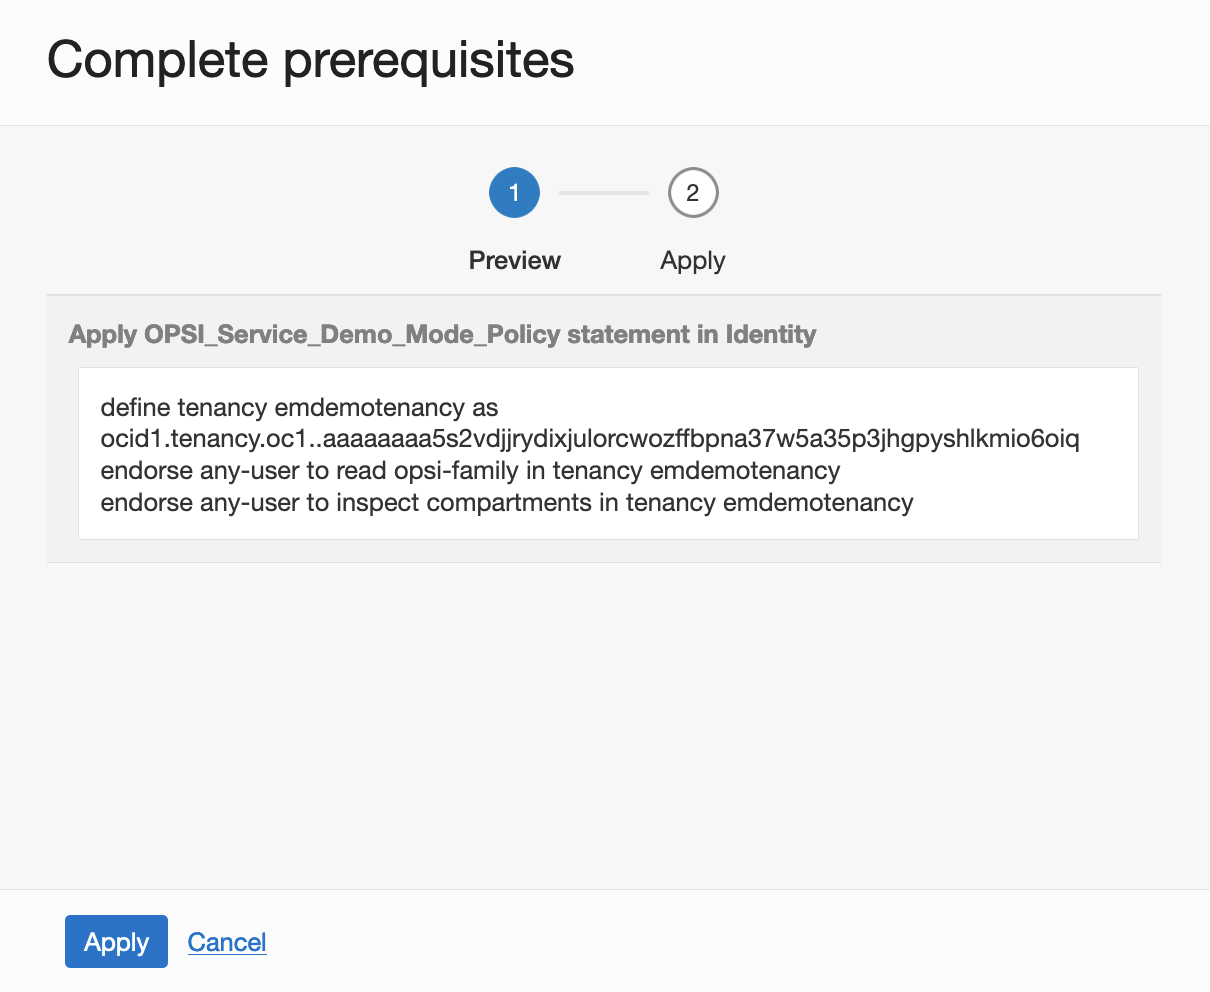 Complete prerequisites
1
2
Preview
Apply
Apply OPSI_Service_Demo_Mode_Policy statement in Identity
define tenancy emdemotenancy as
ocid1.tenancy.oc1..aaaaaaaa5s2vdjjrydixjulorcwozffbpna37w5a35p3jhgpyshlkmio6oiq
endorse any-user to read opsi-family in tenancy emdemotenancy
endorse any-user to inspect compartments in tenancy emdemotenancy
Apply
Cancel